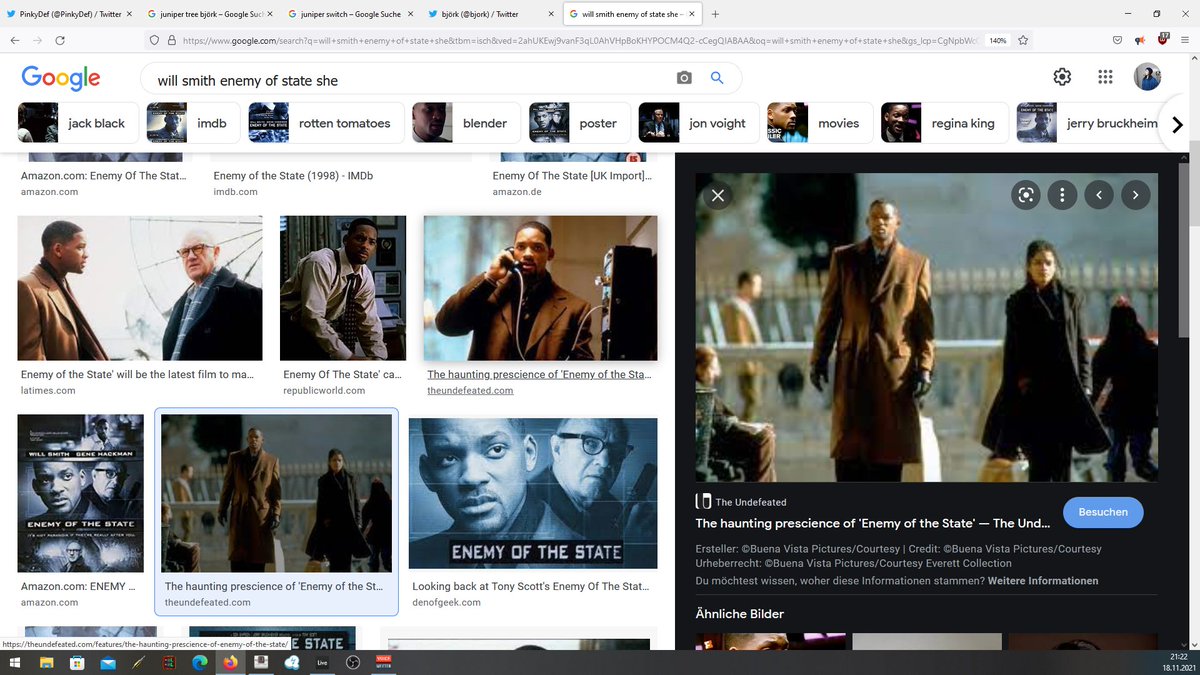 PinkyDef (@PinkyDef) / Twitter
juniper tree björk – Google Suc
juniper switch – Google Suche
björk (@bjork) / Twitter
will smith enemy of state she –
https://www.google.com/search?q=will+smith+enemy+of+state+she&tbm=isch&ved=2ahUKEwj9vanF3qL0AhVHpBoKHYPOCM4Q2-cCegQIABAA&oq=will+smith+enemy+of+state+she&gs_lcp=CgNpbWc
140%
Google
will smith enemy of state she
jack black
imdb
rotten tomatoes
blender
poster
jon voight
movies
regina king
jerry bruckheim
Amazon.com: Enemy Of The Stat...
amazon.com
Enemy of the State (1998) - IMDb
imdb.com
Enemy Of The State [UK Import]...
amazon.de
Enemy of the State' will be the latest film to ma...
latimes.com
Enemy Of The State' ca...
republicworld.com
The haunting prescience of 'Enemy of the Sta...
theundefeated.com
WILL SMITH GENE HACKMAN
ENEMY OF THE STATE
IT'S NOT PARANOIA IF THEY'RE REALLY AFTER YOU.
Amazon.com: ENEMY ...
amazon.com
The haunting prescience of 'Enemy of the St...
theundefeated.com
ENEMY OF THE STATE
Looking back at Tony Scott's Enemy Of The Stat...
denofgeek.com
The Undefeated
The haunting prescience of 'Enemy of the State' — The Und...
Besuchen
Ersteller: ©Buena Vista Pictures/Courtesy | Credit: ©Buena Vista Pictures/Courtesy
Urheberrecht: ©Buena Vista Pictures/Courtesy Everett Collection
Du möchtest wissen, woher diese Informationen stammen? Weitere Informationen
Ähnliche Bilder
https://theundefeated.com/features/the-haunting-prescience-of-enemy-of-the-state/
Live
21:22
18.11.2021